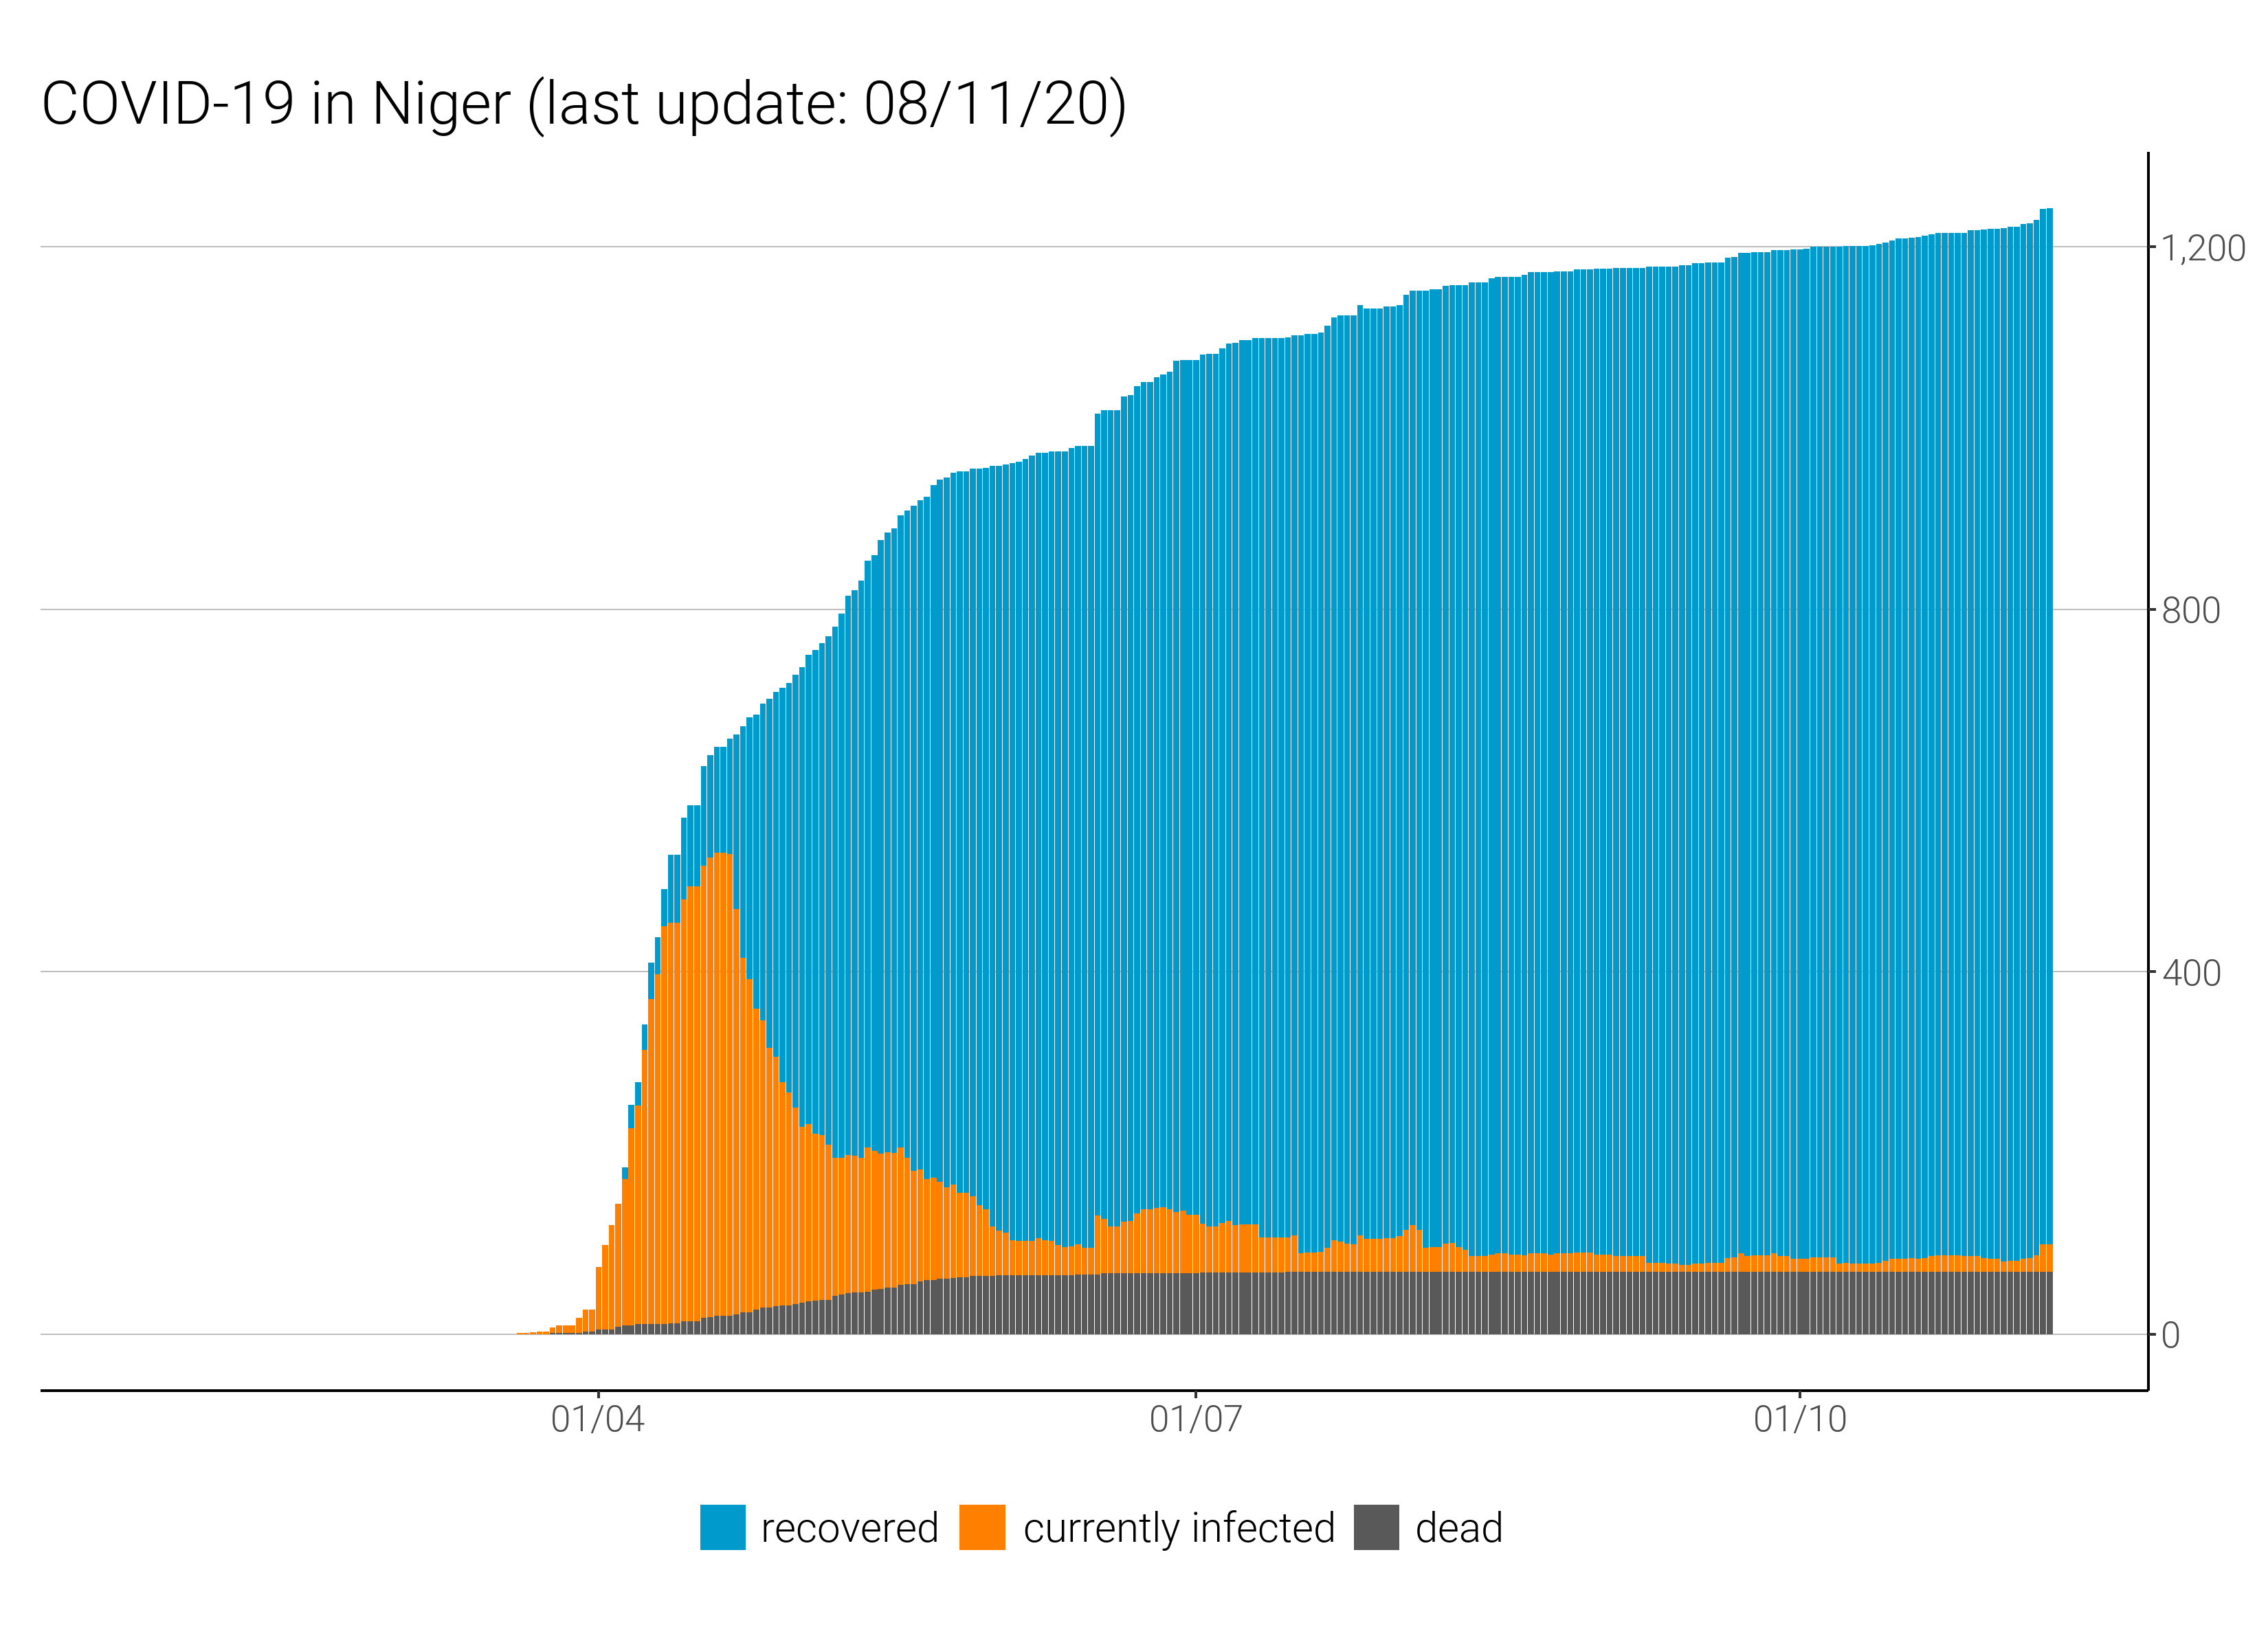 COVID-19 in Niger (last update: 08/11/20)
1,200
800
400
0
01/04 01/07 01/10
recovered currently infected dead